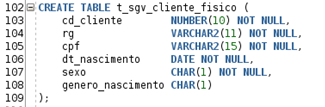 102 CREATE TABLE t_sgv_cliente_fisico (
103 cd_cliente NUMBER(10) NOT NULL,
104 rg VARCHAR2(11) NOT NULL,
105 cpf VARCHAR2(15) NOT NULL,
106 dt_nascimento DATE NOT NULL,
107 sexo CHAR(1) NOT NULL,
108 genero_nascimento CHAR(1)
109 );